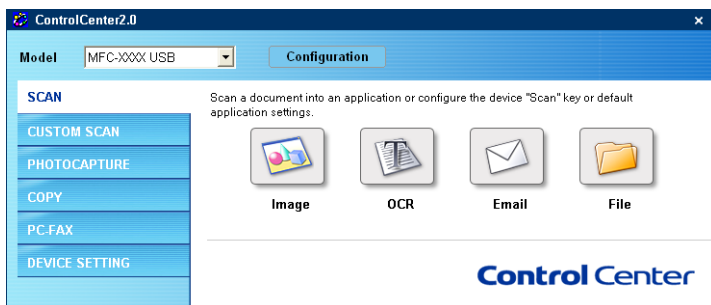 ControlCenter2.0
Model MFC-XXXX USB Configuration
SCAN
CUSTOM SCAN
PHOTOCAPTURE
COPY
PC-FAX
DEVICE SETTING
Scan a document into an application or configure the device "Scan" key or default
application settings.
Image OCR Email File
Control Center